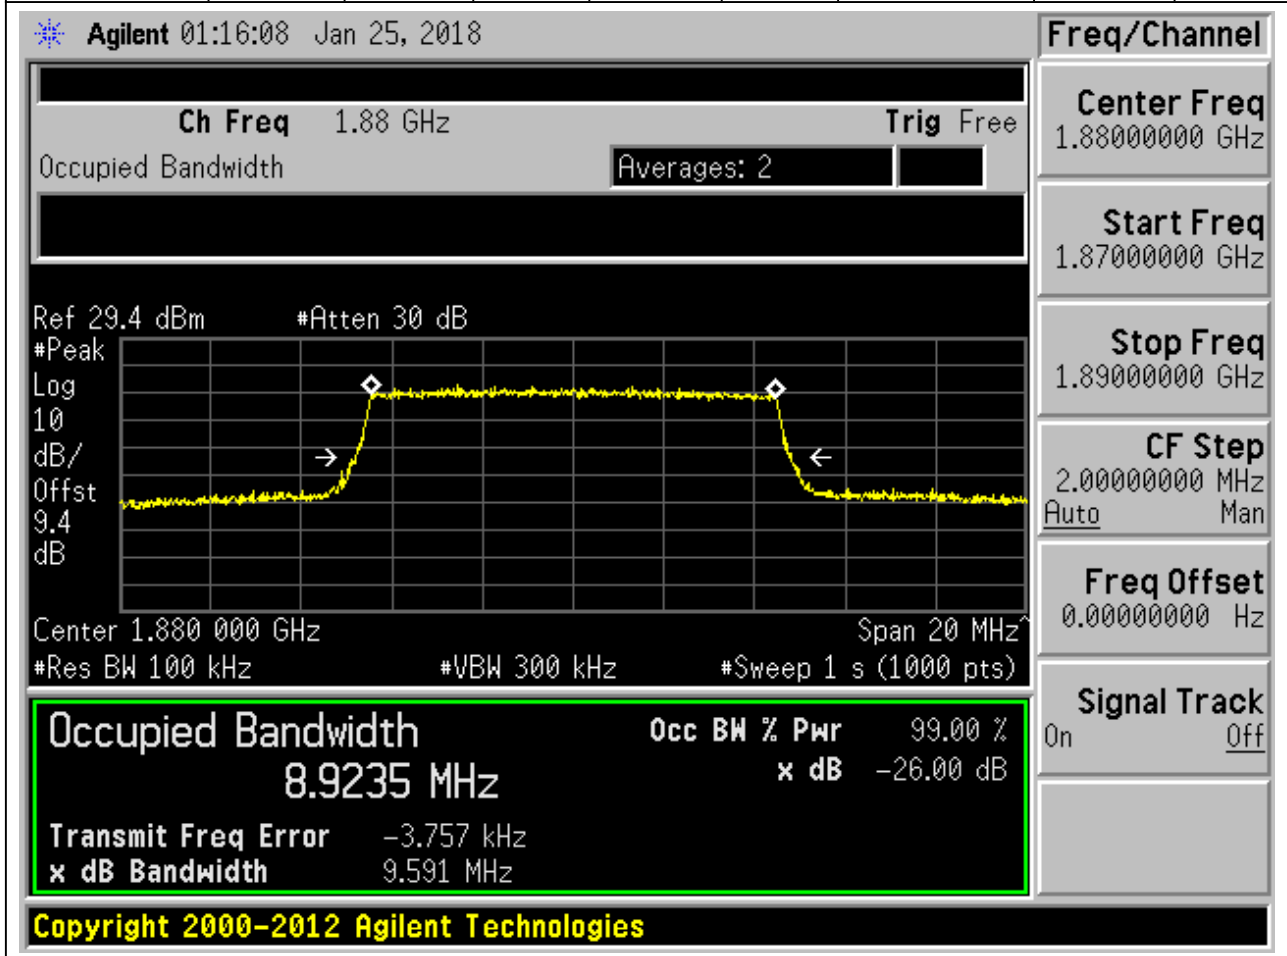 Agilent 01:16:08 Jan 25, 2018
Freq/Channel
Ch Freq 1.88 GHz Trig Free
Occupied Bandwidth Averages: 2
Ref 29.4 dBm #Atten 30 dB
#Peak
Log
10
dB/
Offst
9.4
dB
Center 1.880 000 GHz Span 20 MHz^
#Res BW 100 kHz #VBW 300 kHz #Sweep 1 s (1000 pts)
Occupied Bandwidth Occ BW % Pwr 99.00 %
8.9235 MHz x dB -26.00 dB
Transmit Freq Error -3.757 kHz
x dB Bandwidth 9.591 MHz
Center Freq
1.88000000 GHz
Start Freq
1.87000000 GHz
Stop Freq
1.89000000 GHz
CF Step
2.00000000 MHz
Auto Man
Freq Offset
0.00000000 Hz
Signal Track
On Off
Copyright 2000-2012 Agilent Technologies